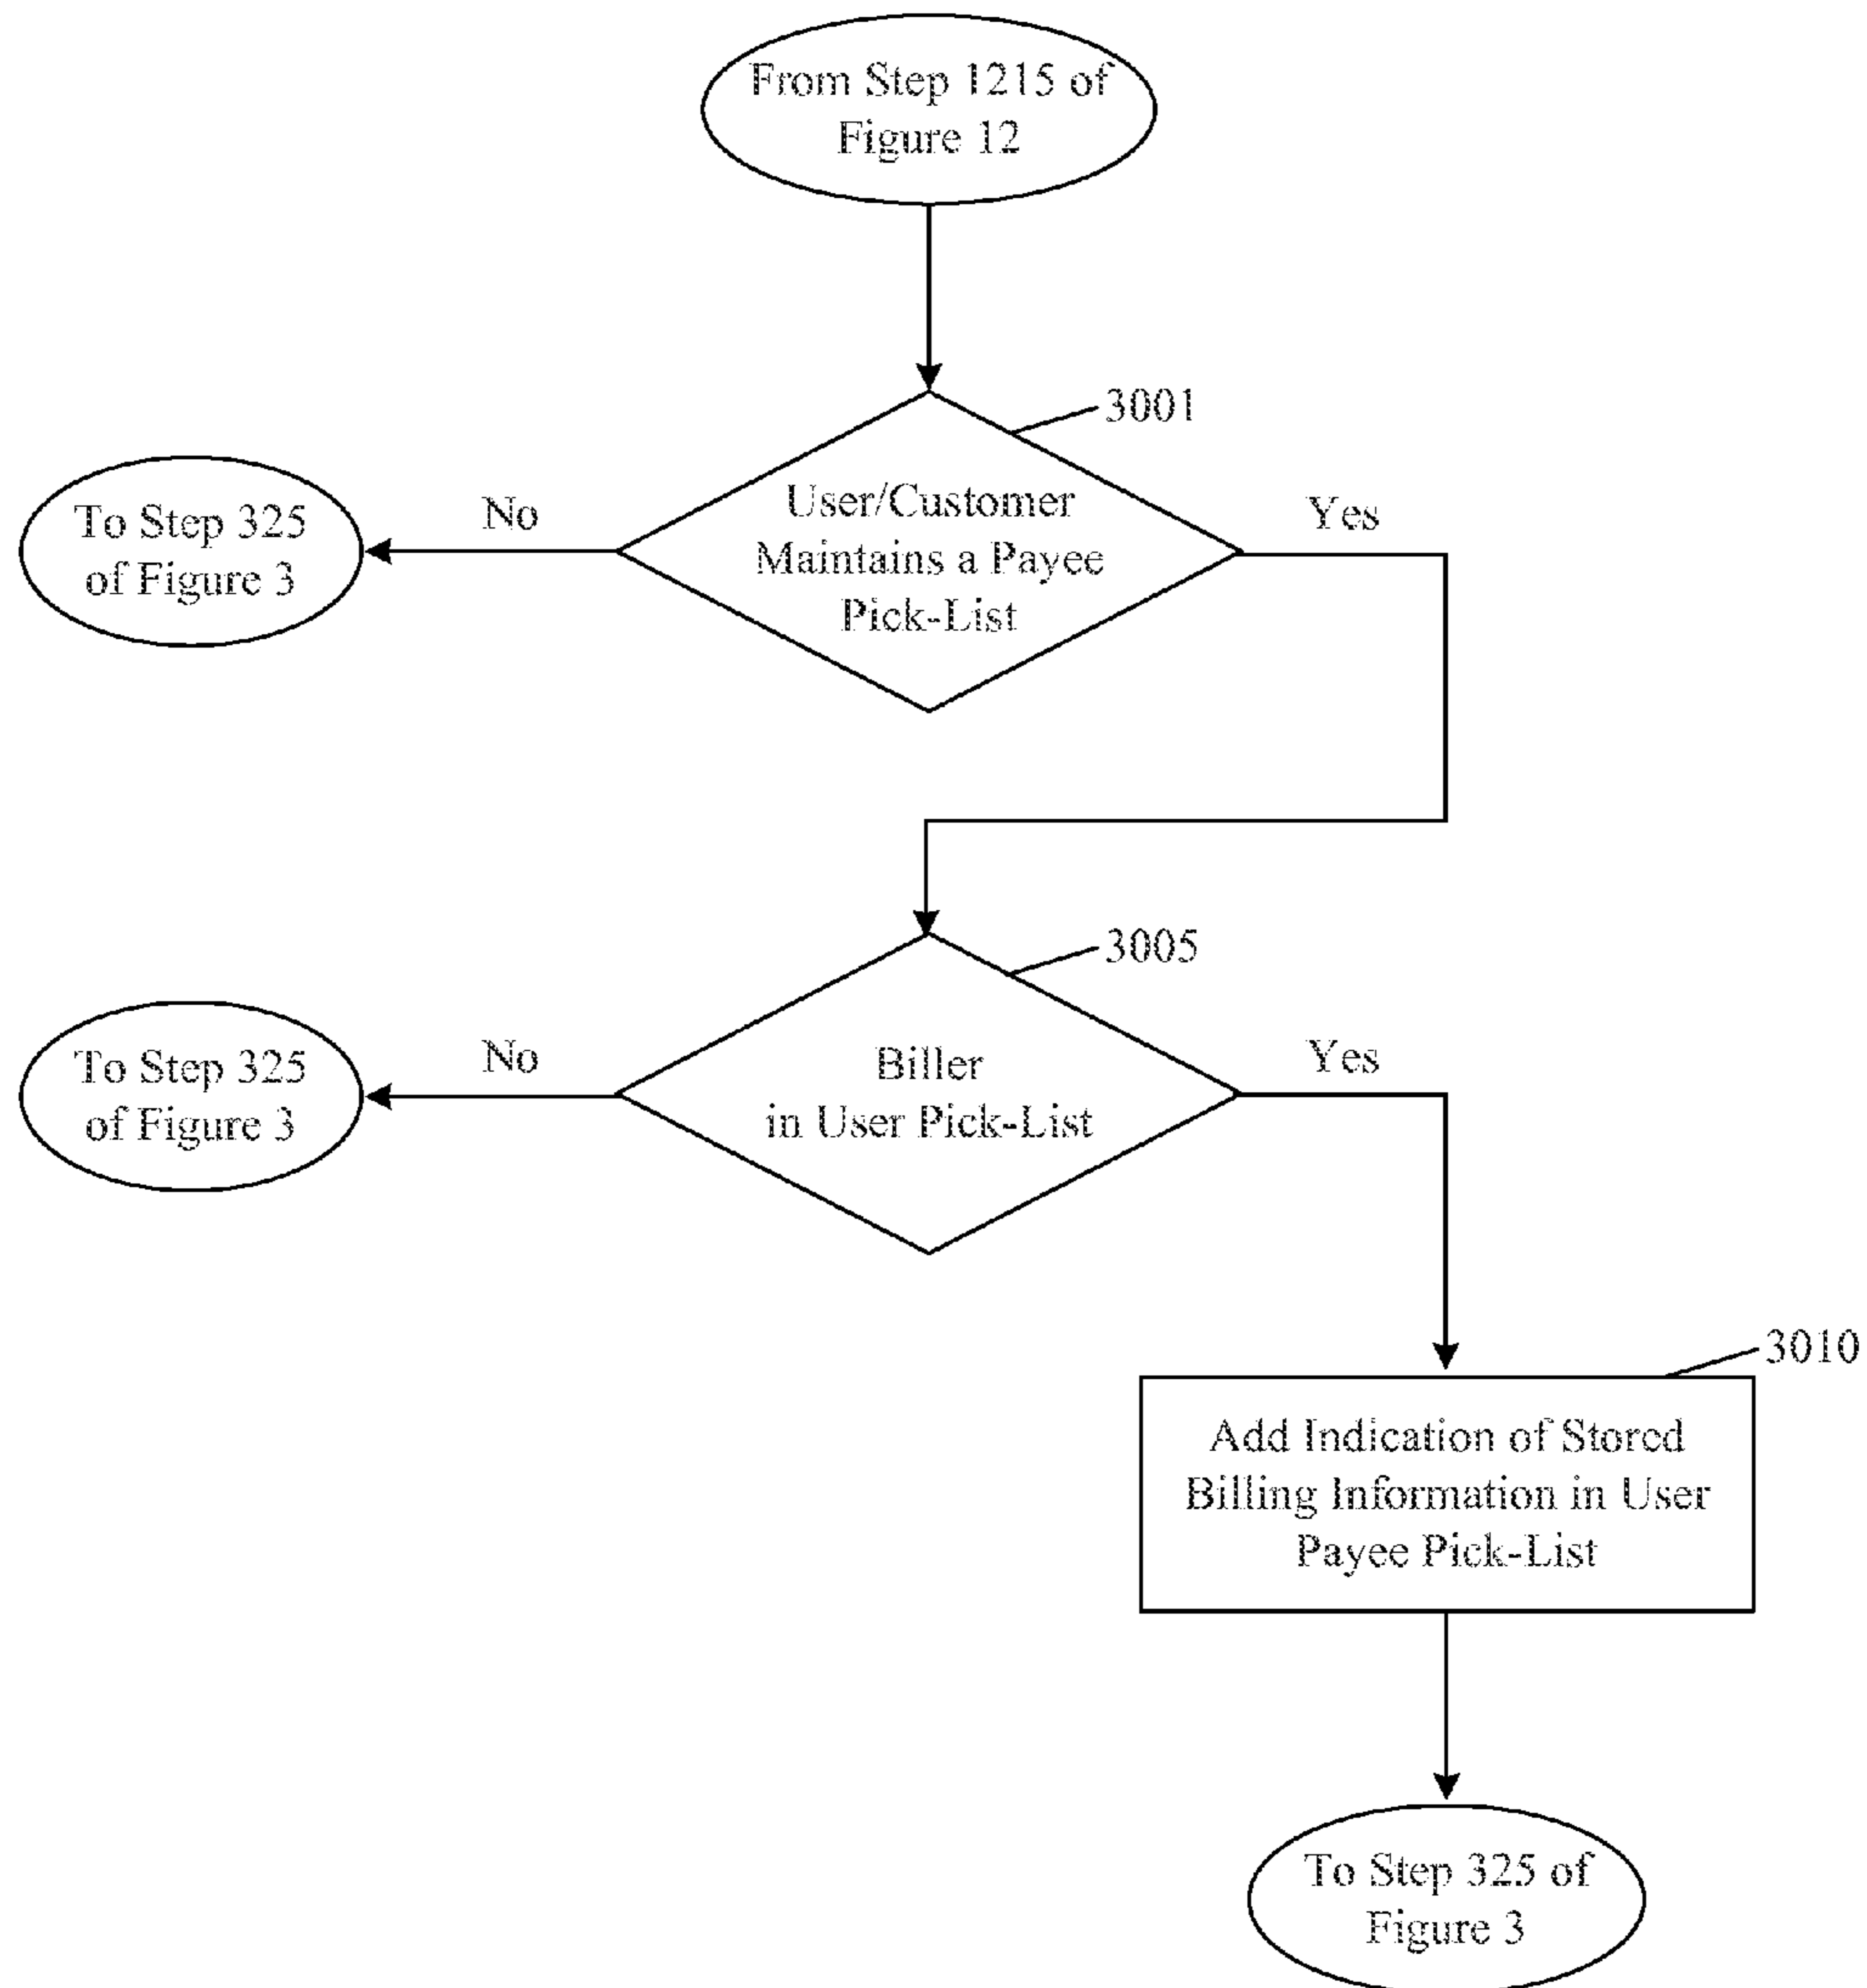 From Step 1215 of
Figure 12
3001
User/Customer
Maintains a Payee
Pick-List
No
Yes
To Step 325
of Figure 3
3005
Biller
in User Pick-List
No
Yes
To Step 325
of Figure 3
3010
Add Indication of Stored
Billing Information in User
Payee Pick-List
To Step 325 of
Figure 3